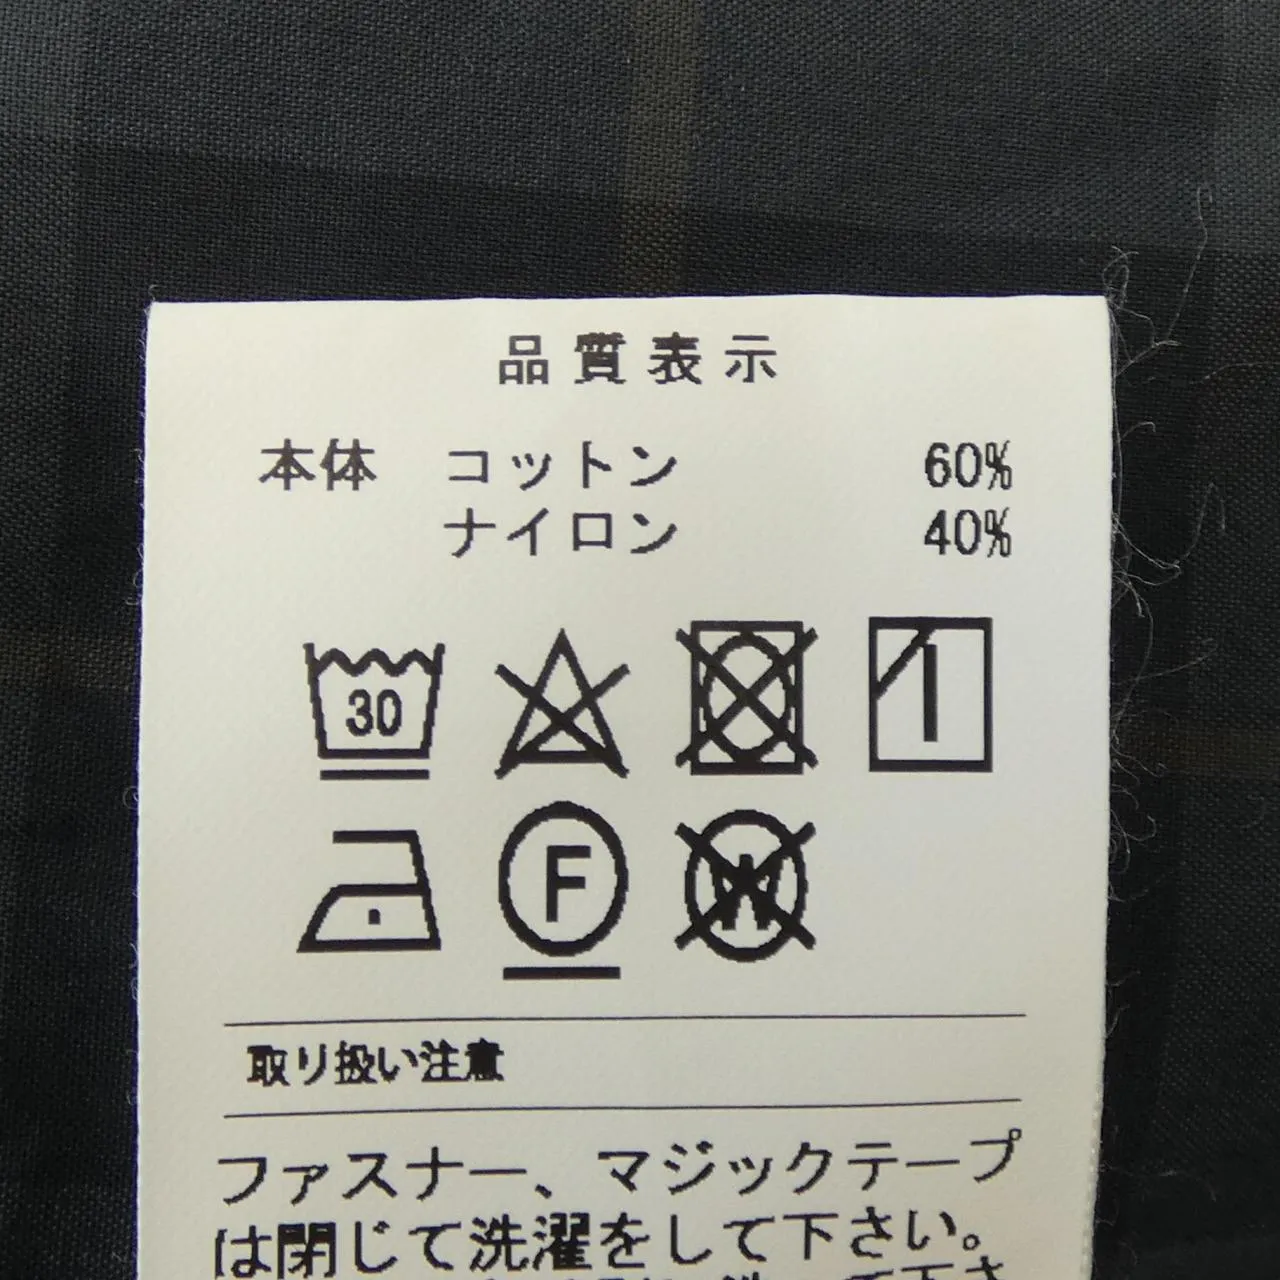 品質表示
本体 コットン 60%
ナイロン 40%
30
F W
取り扱い注意
ファスナー、マジックテープ
は閉じて洗濯をして下さい。